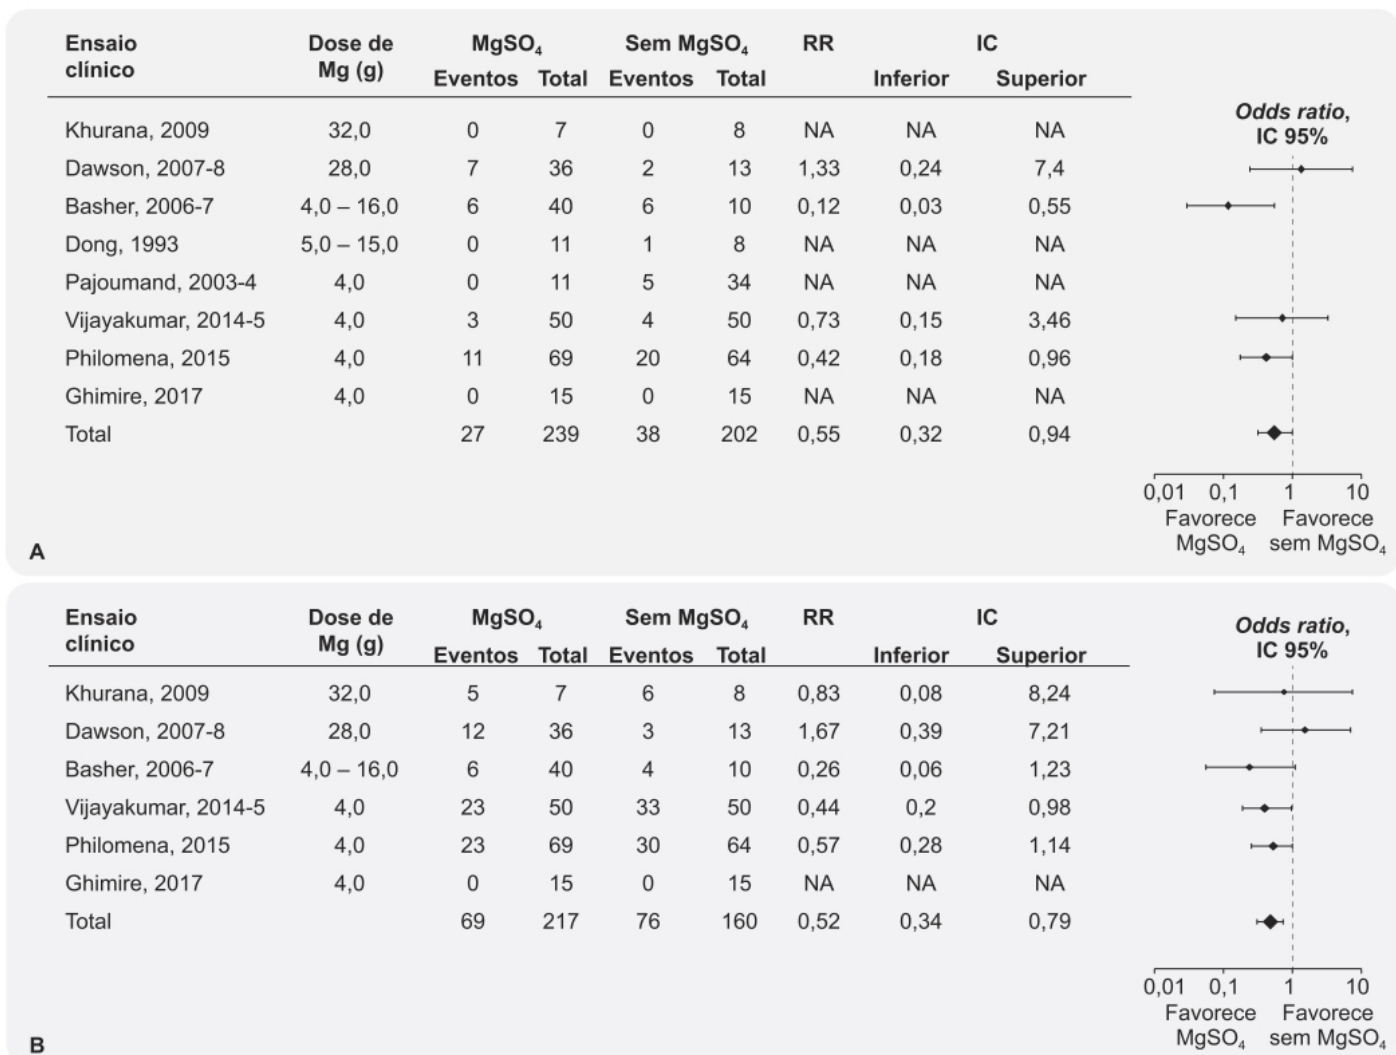 Ensaio clínico Dose de Mg (g) MgSO₄ Sem MgSO₄ RR IC
Eventos Total Eventos Total Inferior Superior
Odds ratio,
IC 95%
Khurana, 2009 32,0 0 7 0 8 NA NA NA
Dawson, 2007-8 28,0 7 36 2 13 1,33 0,24 7,4
Basher, 2006-7 4,0 – 16,0 6 40 6 10 0,12 0,03 0,55
Dong, 1993 5,0 – 15,0 0 11 1 8 NA NA NA
Pajoumand, 2003-4 4,0 0 11 5 34 NA NA NA
Vijayakumar, 2014-5 4,0 3 50 4 50 0,73 0,15 3,46
Philomena, 2015 4,0 11 69 20 64 0,42 0,18 0,96
Ghimire, 2017 4,0 0 15 0 15 NA NA NA
Total 27 239 38 202 0,55 0,32 0,94
0,01 0,1 1 10
Favorece Favorece
MgSO₄ sem MgSO₄
A
Ensaio clínico Dose de Mg (g) MgSO₄ Sem MgSO₄ RR IC
Eventos Total Eventos Total Inferior Superior
Odds ratio,
IC 95%
Khurana, 2009 32,0 5 7 6 8 0,83 0,08 8,24
Dawson, 2007-8 28,0 12 36 3 13 1,67 0,39 7,21
Basher, 2006-7 4,0 – 16,0 6 40 4 10 0,26 0,06 1,23
Vijayakumar, 2014-5 4,0 23 50 33 50 0,44 0,2 0,98
Philomena, 2015 4,0 23 69 30 64 0,57 0,28 1,14
Ghimire, 2017 4,0 0 15 0 15 NA NA NA
Total 69 217 76 160 0,52 0,34 0,79
0,01 0,1 1 10
Favorece Favorece
MgSO₄ sem MgSO₄
B